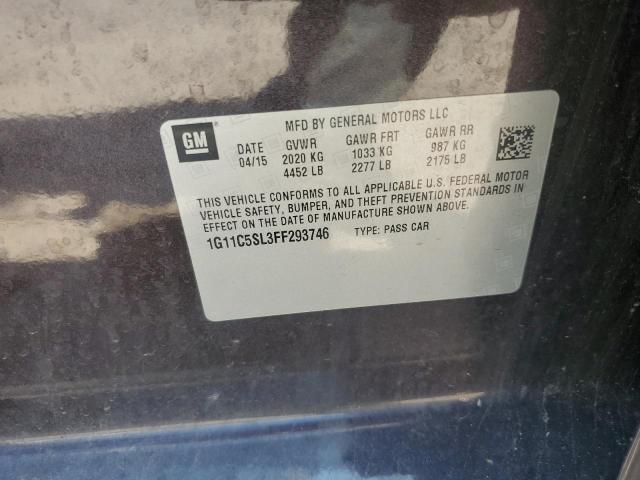 GM
MFD BY GENERAL MOTORS LLC
DATE GVWR GAWR FRT GAWR RR
04/15 2020 KG 1033 KG 987 KG
4452 LB 2277 LB 2175 LB
THIS VEHICLE CONFORMS TO ALL APPLICABLE U.S. FEDERAL MOTOR
VEHICLE SAFETY, BUMPER, AND THEFT PREVENTION STANDARDS IN
EFFECT ON THE DATE OF MANUFACTURE SHOWN ABOVE.
1G11C5SL3FF293746 TYPE: PASS CAR